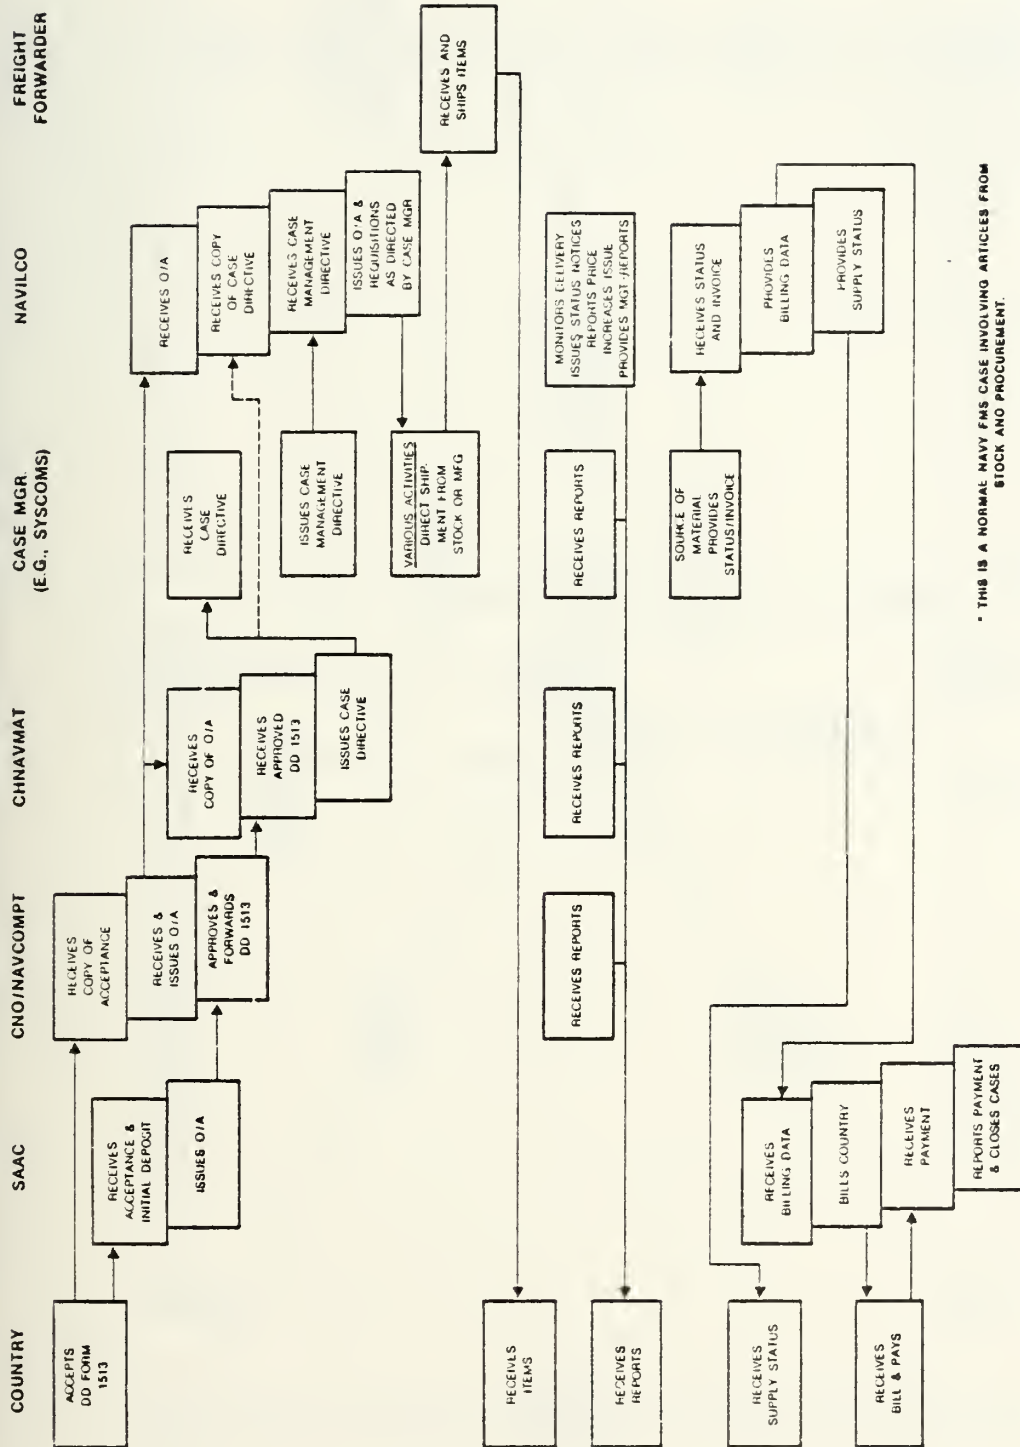 COUNTRY
SAAC
CNO/NAVCOMPT
CHNAVMAT
CASE MGR.
(E.G., SYSCOMS)
NAVILCO
FREIGHT
FORWARDER
ACCEPTS
DD FORM
1513
RECEIVES
ACCEPTANCE &
INITIAL DEPOSIT
ISSUES O/A
RECEIVES
COPY OF
ACCEPTANCE
RECEIVES &
ISSUES O/A
APPROVES &
FORWARDS
DD 1513
RECEIVES
COPY OF O/A
RECEIVES
APPROVED
DD 1513
ISSUES CASE
DIRECTIVE
RECEIVES
CASE
DIRECTIVE
ISSUES CASE
MANAGEMENT
DIRECTIVE
VARIOUS ACTIVITIES
DIRECT SHIP.
MENT FROM
STOCK OR MFG
RECEIVES O/A
RECEIVES COPY
OF CASE
DIRECTIVE
RECEIVES CASE
MANAGEMENT
DIRECTIVE
ISSUES O/A &
REQUISITIONS
AS DIRECTED
BY CASE MGR
RECEIVES AND
SHIPS ITEMS
RECEIVES
ITEMS
RECEIVES
REPORTS
RECEIVES REPORTS
RECEIVES REPORTS
RECEIVES REPORTS
MONITORS DELIVERY
ISSUES STATUS NOTICES
REPORTS PRICE
INCREASES ISSUE
PROVIDES MGT-REPORTS
SOURCE OF
MATERIAL
PROVIDES
STATUS/INVOICE
RECEIVES STATUS
AND INVOICE
PROVIDES
BILLING DATA
PROVIDES
SUPPLY STATUS
RECEIVES
SUPPLY STATUS
RECEIVES
BILL & PAYS
RECEIVES
BILLING DATA
BILLS COUNTRY
RECEIVES
PAYMENT
REPORTS PAYMENT
& CLOSES CASES
* THIS IS A NORMAL NAVY FMS CASE INVOLVING ARTICLES FROM
STOCK AND PROCUREMENT.